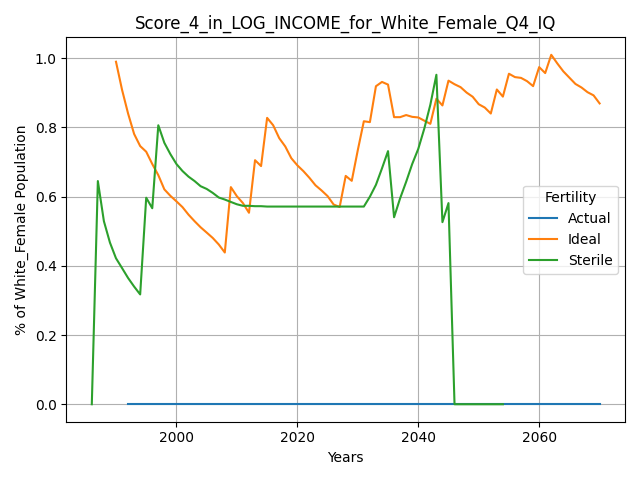 Score_4_in_LOG_INCOME_for_White_Female_Q4_IQ
% of White_Female Population
1.0
0.8
0.6
0.4
0.2
0.0
Fertility
Actual
Ideal
Sterile
2000
2020
2040
2060
Years